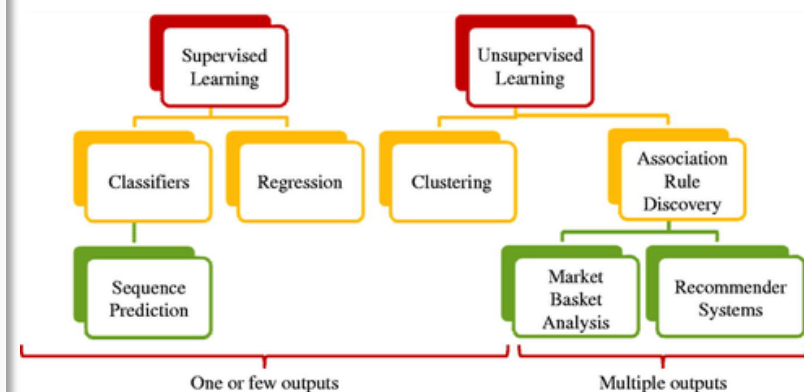 Supervised
Learning
Unsupervised
Learning
Classifiers
Regression
Clustering
Association
Rule
Discovery
Sequence
Prediction
Market
Basket
Analysis
Recommender
Systems
One or few outputs
Multiple outputs